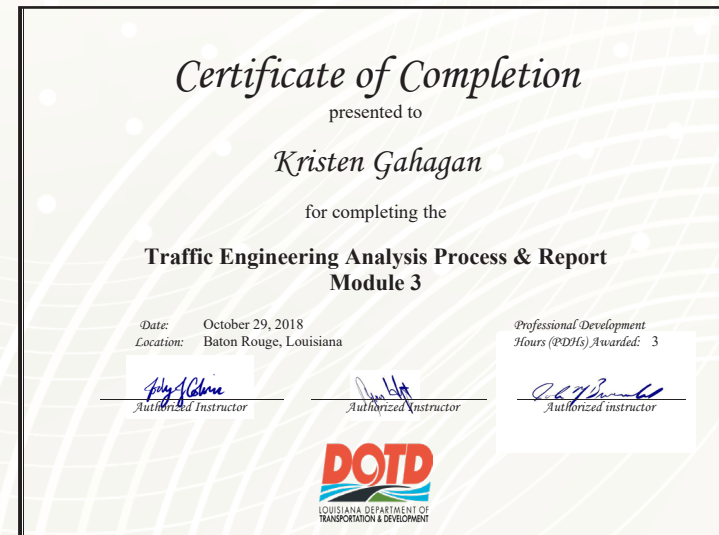 Certificate of Completion
presented to
Kristen Gahagan
for completing the
Traffic Engineering Analysis Process & Report
Module 3
Date: October 29, 2018
Location: Baton Rouge, Louisiana
Professional Development
Hours (PDHs) Awarded: 3
Authorized Instructor
Authorized Instructor
Authorized instructor
DOTD
LOUISIANA DEPARTMENT OF
TRANSPORTATION & DEVELOPMENT